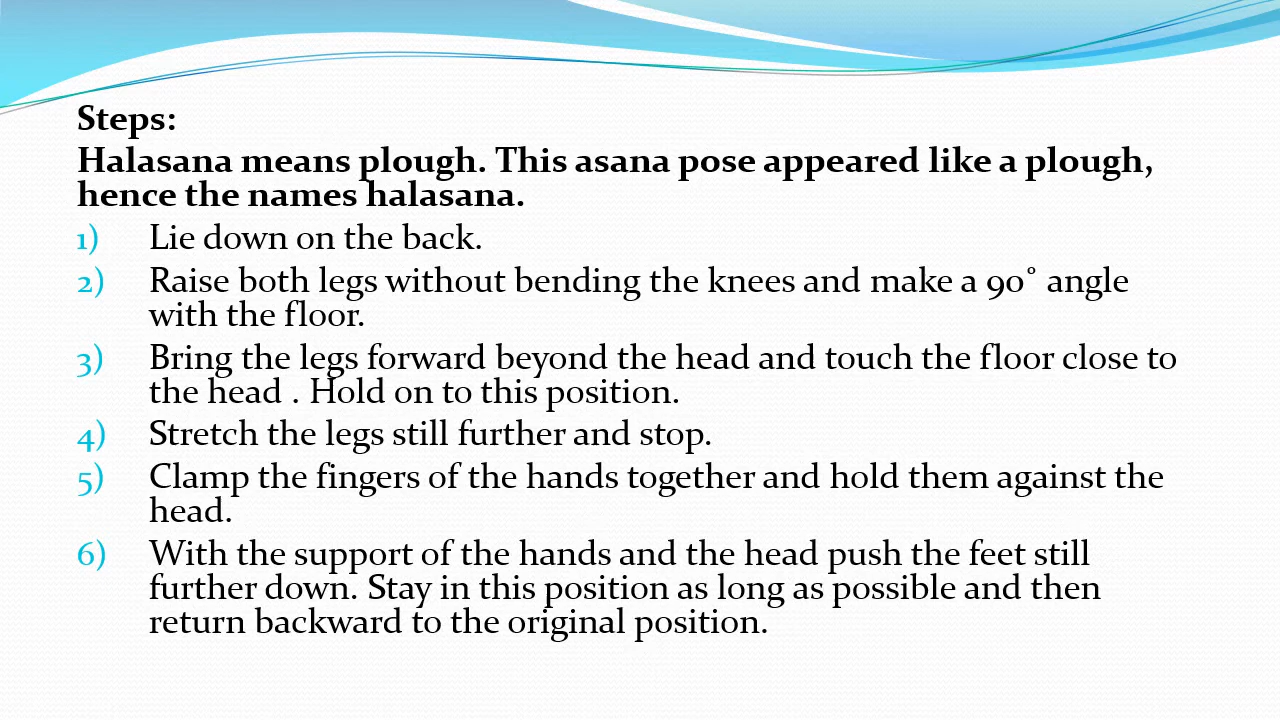 Steps:
Halasana means plough. This asana pose appeared like a plough,
hence the names halasana.
1) Lie down on the back.
2) Raise both legs without bending the knees and make a 90˚ angle
with the floor.
3) Bring the legs forward beyond the head and touch the floor close to
the head . Hold on to this position.
4) Stretch the legs still further and stop.
5) Clamp the fingers of the hands together and hold them against the
head.
6) With the support of the hands and the head push the feet still
further down. Stay in this position as long as possible and then
return backward to the original position.